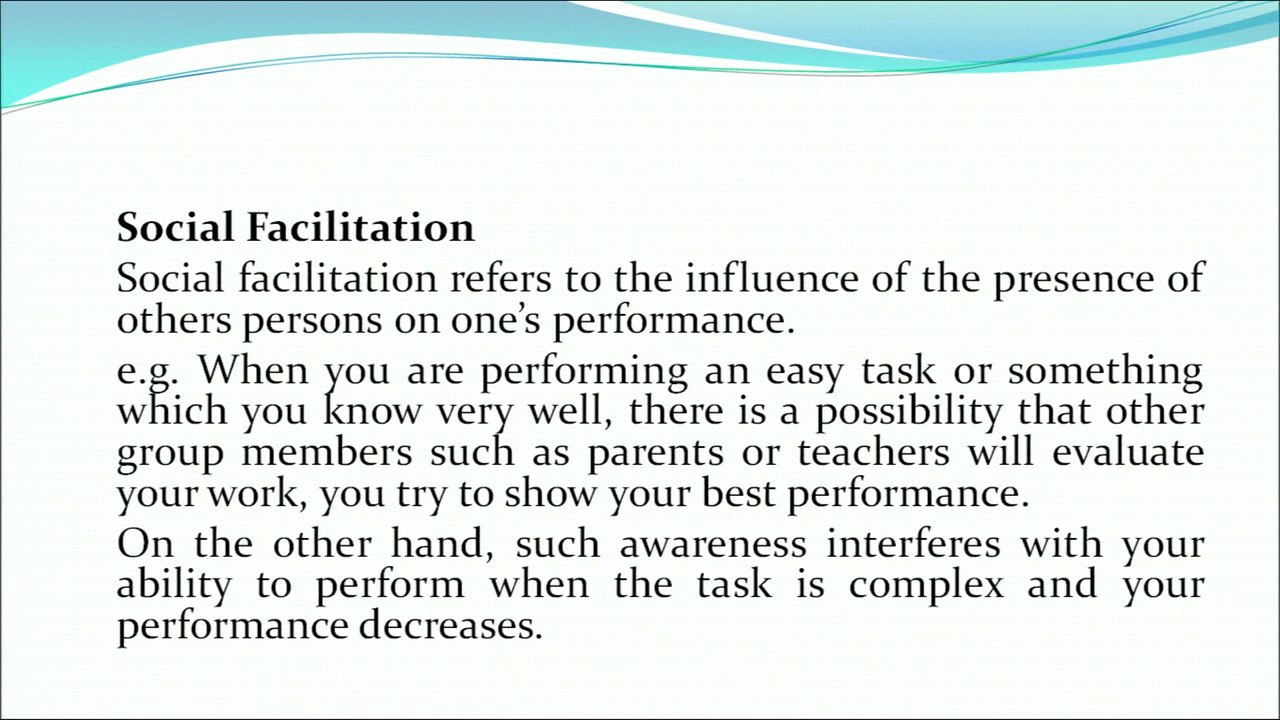 Social Facilitation
Social facilitation refers to the influence of the presence of
others persons on one’s performance.
e.g. When you are performing an easy task or something
which you know very well, there is a possibility that other
group members such as parents or teachers will evaluate
your work, you try to show your best performance.
On the other hand, such awareness interferes with your
ability to perform when the task is complex and your
performance decreases.